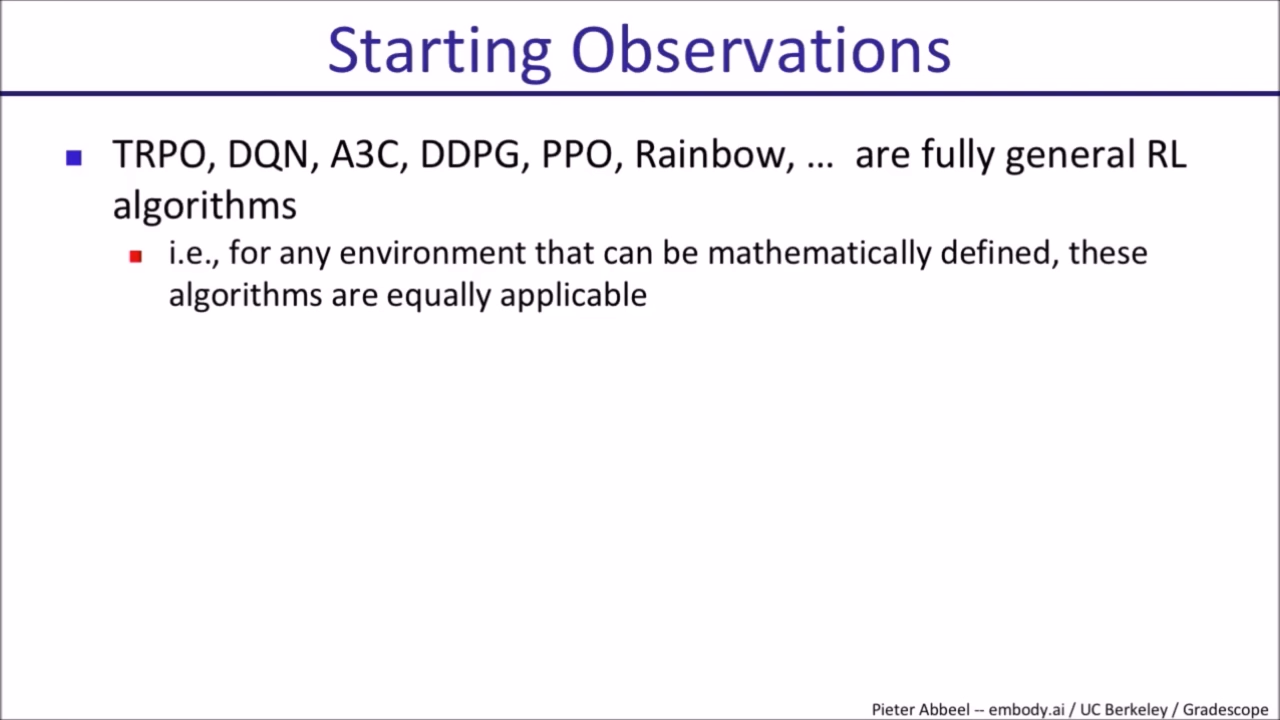 Starting Observations
TRPO, DQN, A3C, DDPG, PPO, Rainbow, … are fully general RL
algorithms
i.e., for any environment that can be mathematically defined, these
algorithms are equally applicable
Pieter Abbeel -- embody.ai / UC Berkeley / Gradescope